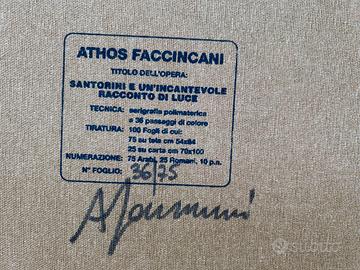 ATHOS FACCINCANI
TITOLO DELL'OPERA:
SANTORINI E UN'INCANTEVOLE
RACCONTO DI LUCE
TECNICA: serigrafia polimaterica
a 36 passaggi di colore
TIRATURA: 100 Fogli di cui:
75 su tela cm 54x84
25 su carta cm 70x100
NUMERAZIONE: 75 Arabi, 25 Romani, 10 p.a.
N° FOGLIO: 36/75
subito